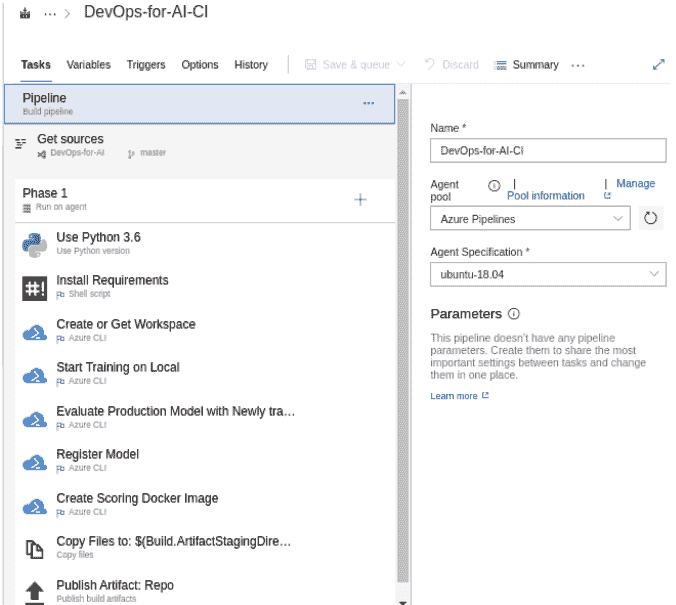 ··· > DevOps-for-AI-CI
Tasks Variables Triggers Options History Save & queue Discard Summary ···
Pipeline ···
Build pipeline
Get sources
DevOps-for-AI master
Phase 1 +
Run on agent
Use Python 3.6
Use Python version
#! Install Requirements
Shell script
Create or Get Workspace
Azure CLI
Start Training on Local
Azure CLI
Evaluate Production Model with Newly tra...
Azure CLI
Register Model
Azure CLI
Create Scoring Docker Image
Azure CLI
Copy Files to: $(Build.ArtifactStagingDire...
Copy files
Publish Artifact: Repo
Publish build artifacts
Name *
DevOps-for-AI-CI
Agent pool | Pool information | Manage
Azure Pipelines
Agent Specification *
ubuntu-18.04
Parameters
This pipeline doesn't have any pipeline
parameters. Create them to share the most
important settings between tasks and change
them in one place.
Learn more